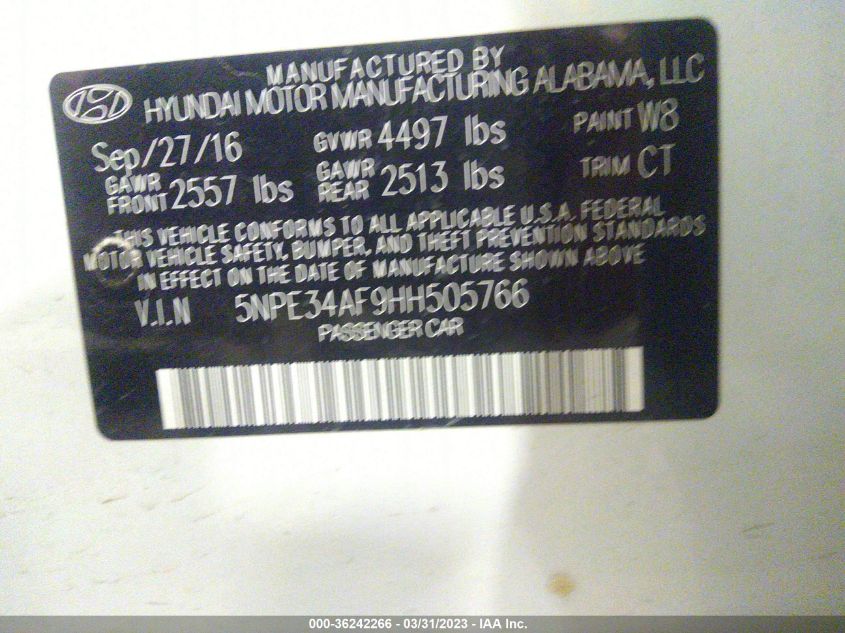 MANUFACTURED BY
HYUNDAI MOTOR MANUFACTURING ALABAMA, LLC
Sep/27/16 GVWR 4497 lbs PAINT W8
GAWR FRONT 2557 lbs GAWR REAR 2513 lbs TRIM CT
THIS VEHICLE CONFORMS TO ALL APPLICABLE U.S.A. FEDERAL
MOTOR VEHICLE SAFETY, BUMPER, AND THEFT PREVENTION STANDARDS
IN EFFECT ON THE DATE OF MANUFACTURE SHOWN ABOVE
V.I.N 5NPE34AF9HH505766
PASSENGER CAR
000-36242266 - 03/31/2023 - IAA Inc.